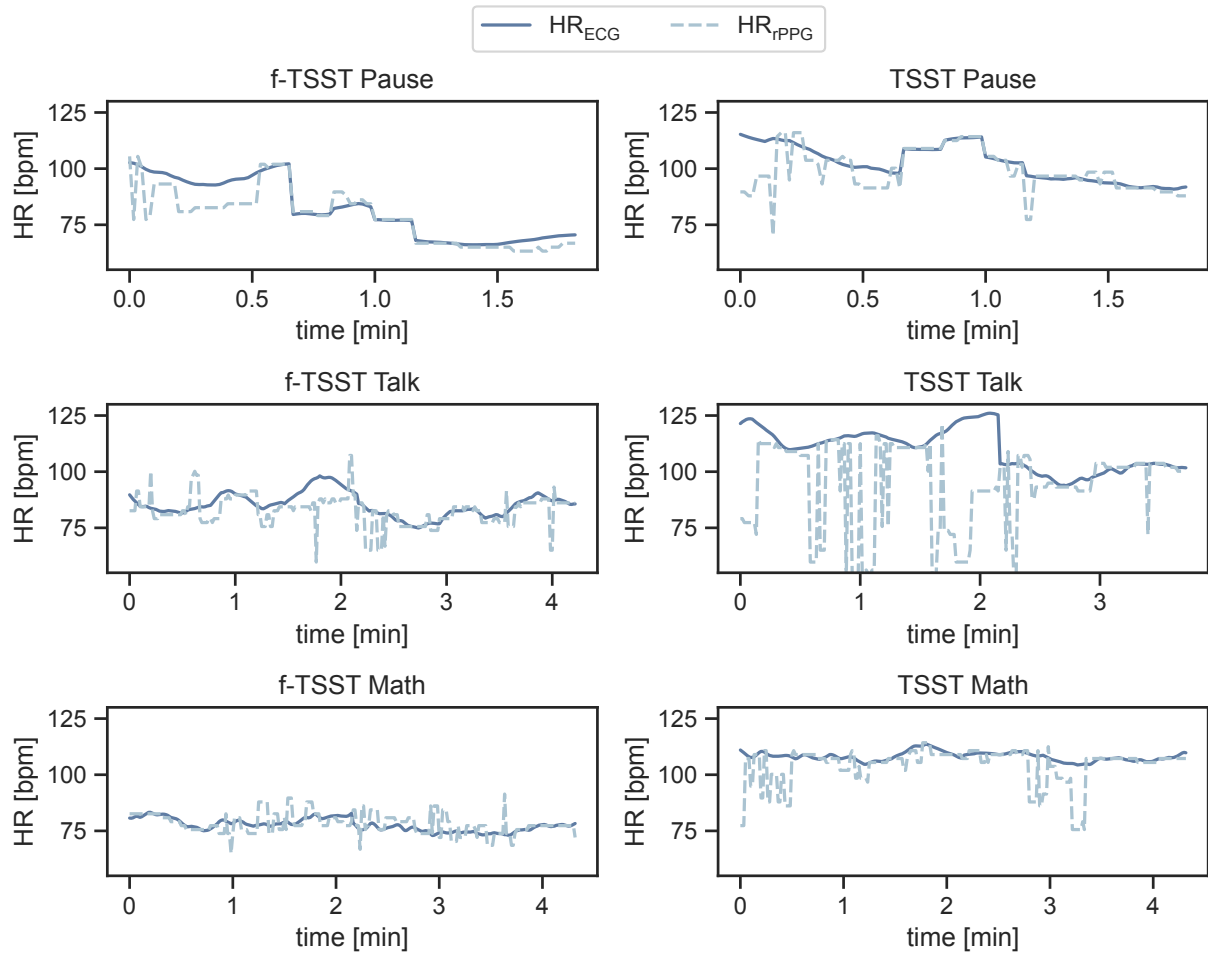 HR_ECG HR_rPPG
f-TSST Pause
125
100
75
HR [bpm]
0.0 0.5 1.0 1.5
time [min]
TSST Pause
125
100
75
HR [bpm]
0.0 0.5 1.0 1.5
time [min]
f-TSST Talk
125
100
75
HR [bpm]
0 1 2 3 4
time [min]
TSST Talk
125
100
75
HR [bpm]
0 1 2 3
time [min]
f-TSST Math
125
100
75
HR [bpm]
0 1 2 3 4
time [min]
TSST Math
125
100
75
HR [bpm]
0 1 2 3 4
time [min]